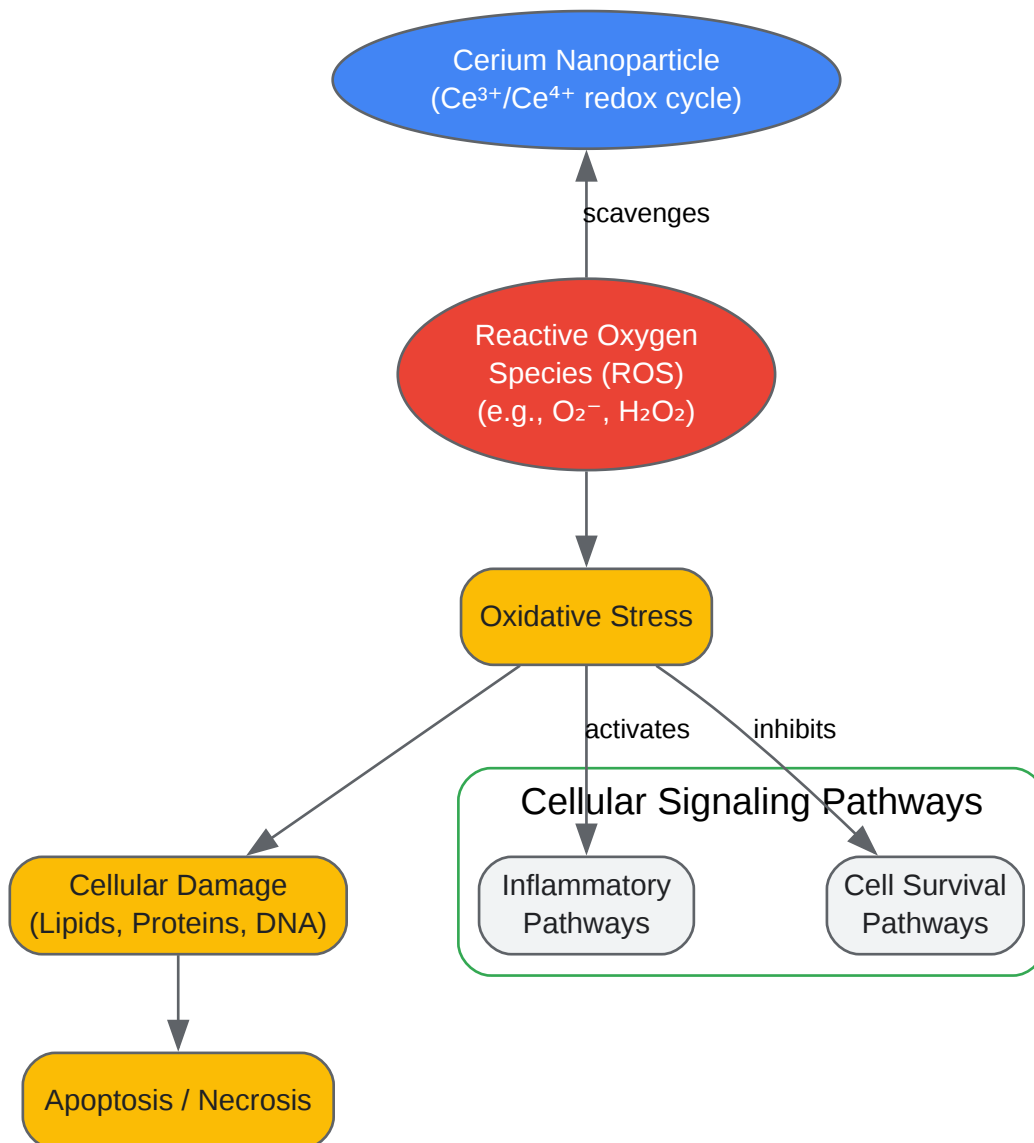 Cerium Nanoparticle
(Ce³⁺/Ce⁴⁺ redox cycle)
scavenges
Reactive Oxygen
Species (ROS)
(e.g., O₂⁻, H₂O₂)
Oxidative Stress
activates
inhibits
Cellular Signaling Pathways
Cellular Damage
(Lipids, Proteins, DNA)
Inflammatory
Pathways
Cell Survival
Pathways
Apoptosis / Necrosis